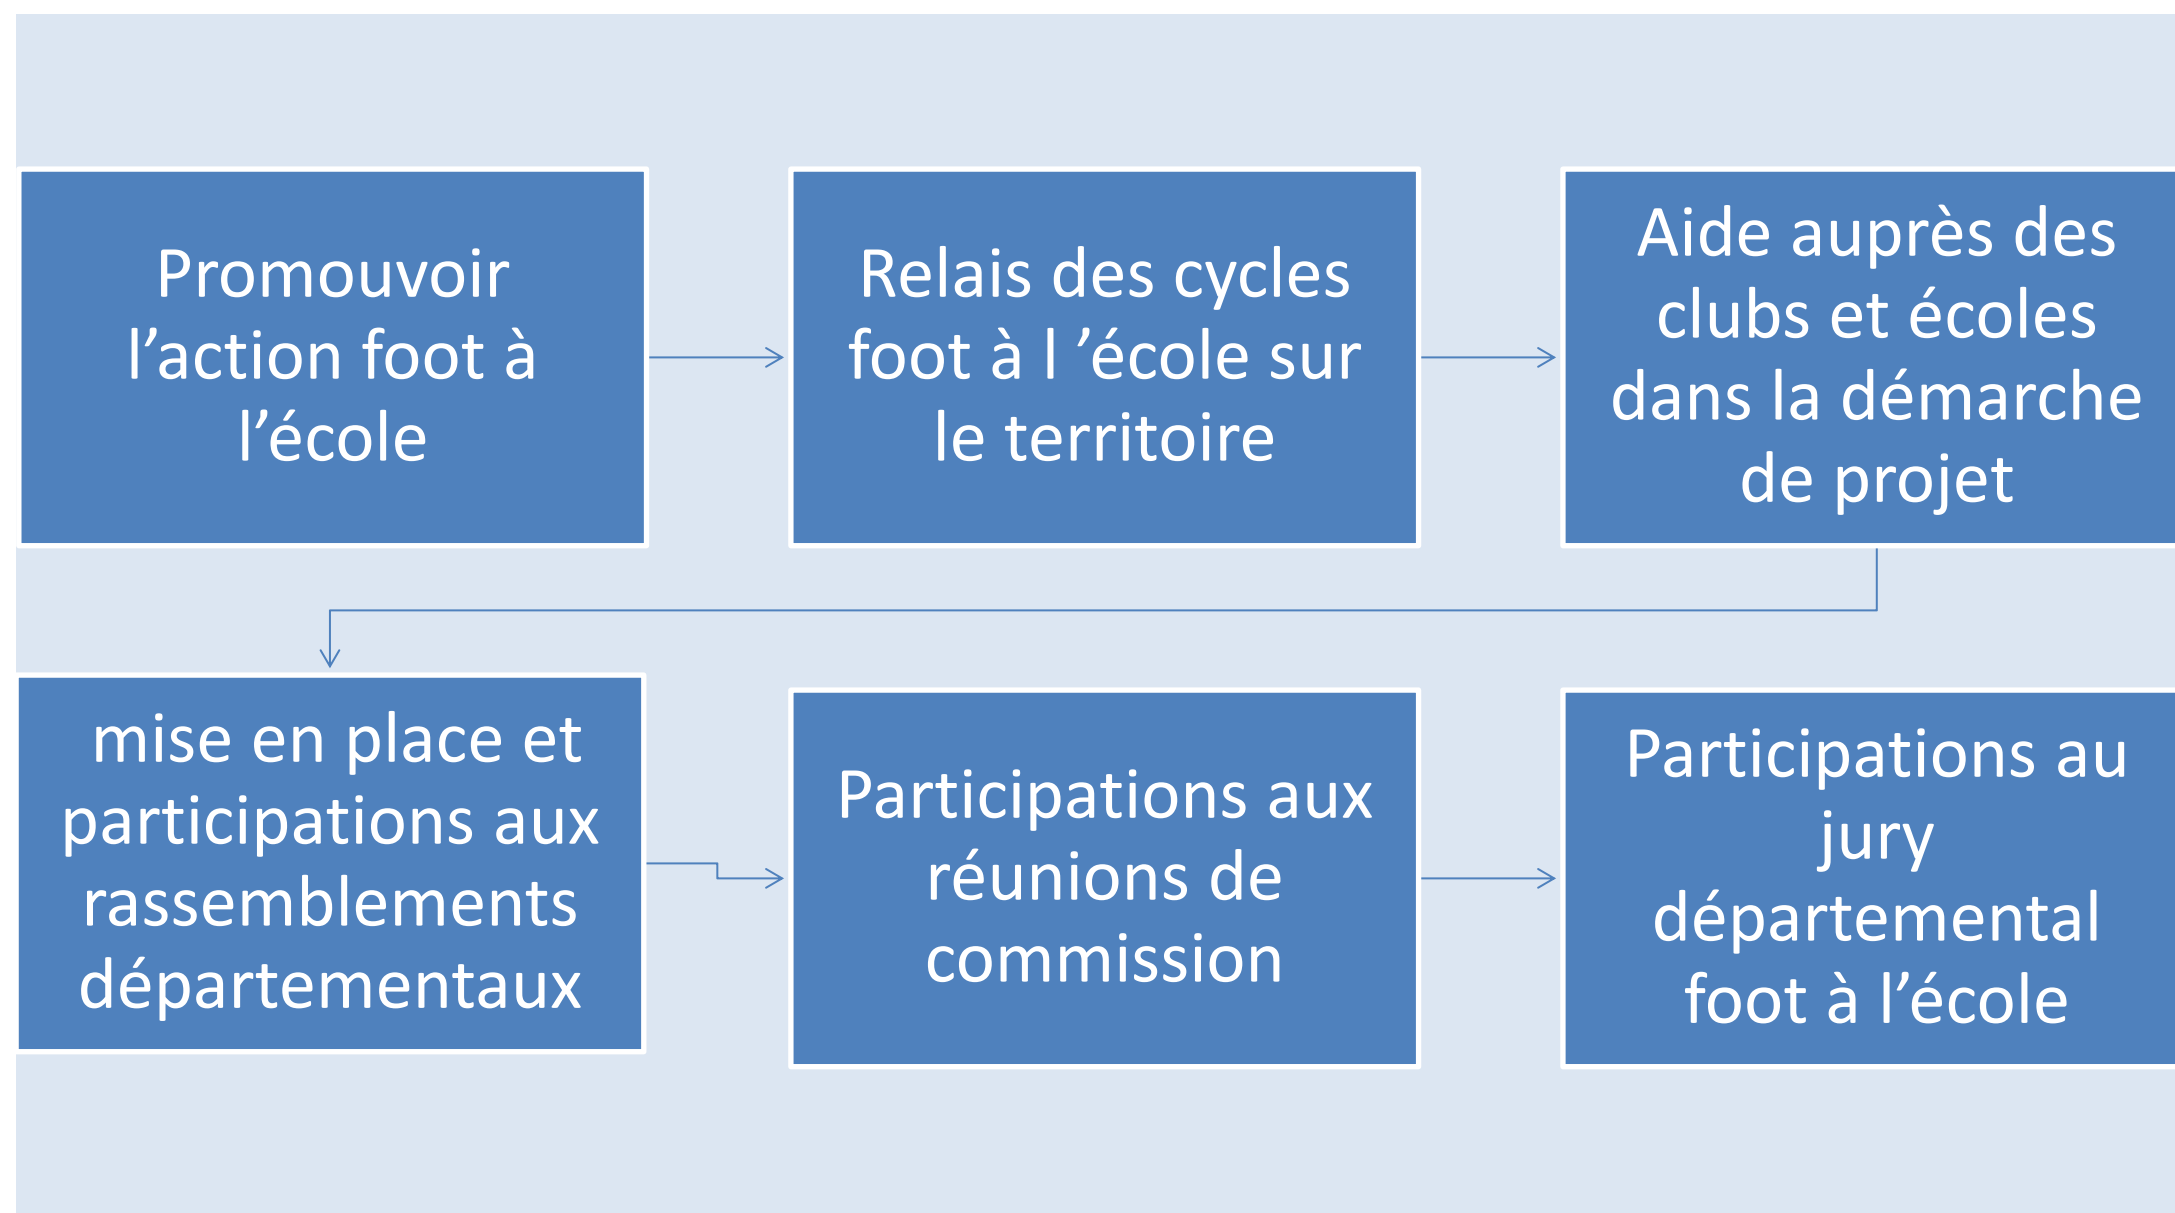 Promouvoir
l’action foot à
l’école
Relais des cycles
foot à l ’école sur
le territoire
Aide auprès des
clubs et écoles
dans la démarche
de projet
mise en place et
participations aux
rassemblements
départementaux
Participations aux
réunions de
commission
Participations au
jury
départemental
foot à l’école